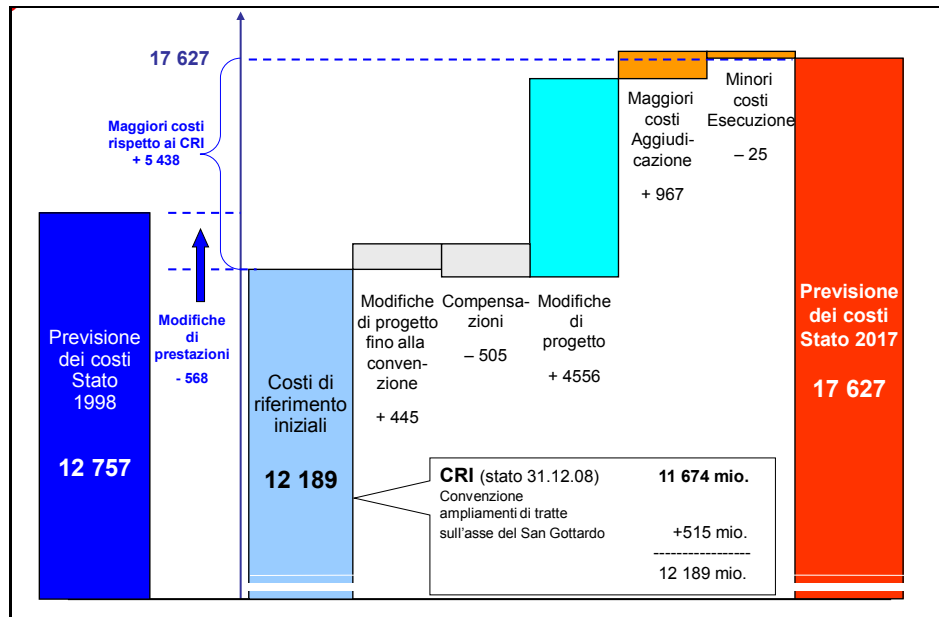 17 627
Maggiori costi
rispetto ai CRI
+ 5 438
Previsione
dei costi
Stato
1998
12 757
Modifiche
di
prestazioni
- 568
Costi di
riferimento
iniziali
12 189
Modifiche
di progetto
fino alla
conven-
zione
+ 445
Compensa-
zioni
– 505
Modifiche
di
progetto
+ 4556
Maggiori
costi
Aggiudi-
cazione
+ 967
Minori
costi
Esecuzione
– 25
Previsione
dei costi
Stato 2017
17 627
CRI (stato 31.12.08) 11 674 mio.
Convenzione
ampliamenti di tratte
sull'asse del San Gottardo +515 mio.
-----------------
12 189 mio.